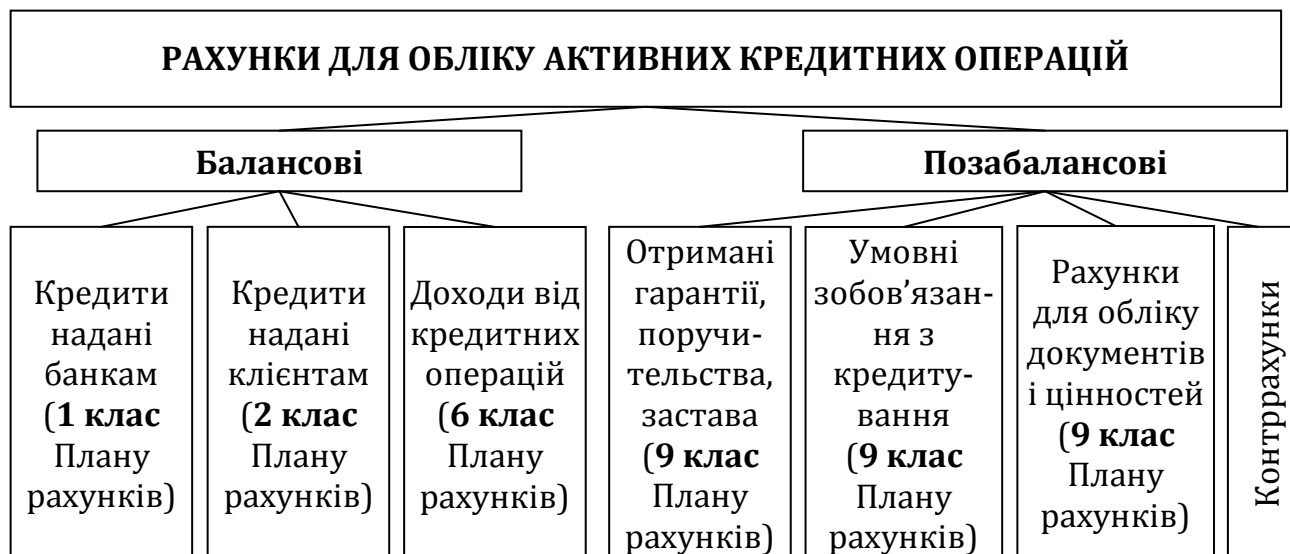 РАХУНКИ ДЛЯ ОБЛІКУ АКТИВНИХ КРЕДИТНИХ ОПЕРАЦІЙ
Балансові
Позабалансові
Кредити
надані
банкам
(1 клас
Плану
рахунків)
Кредити
надані
клієнтам
(2 клас
Плану
рахунків)
Доходи від
кредитних
операцій
(6 клас
Плану
рахунків)
Отримані
гарантії,
поручи-
тельства,
застава
(9 клас
Плану
рахунків)
Умовні
зобов’язан-
ня з
кредиту-
вання
(9 клас
Плану
рахунків)
Рахунки
для обліку
документів
і цінностей
(9 клас
Плану
рахунків)
Контррахунки